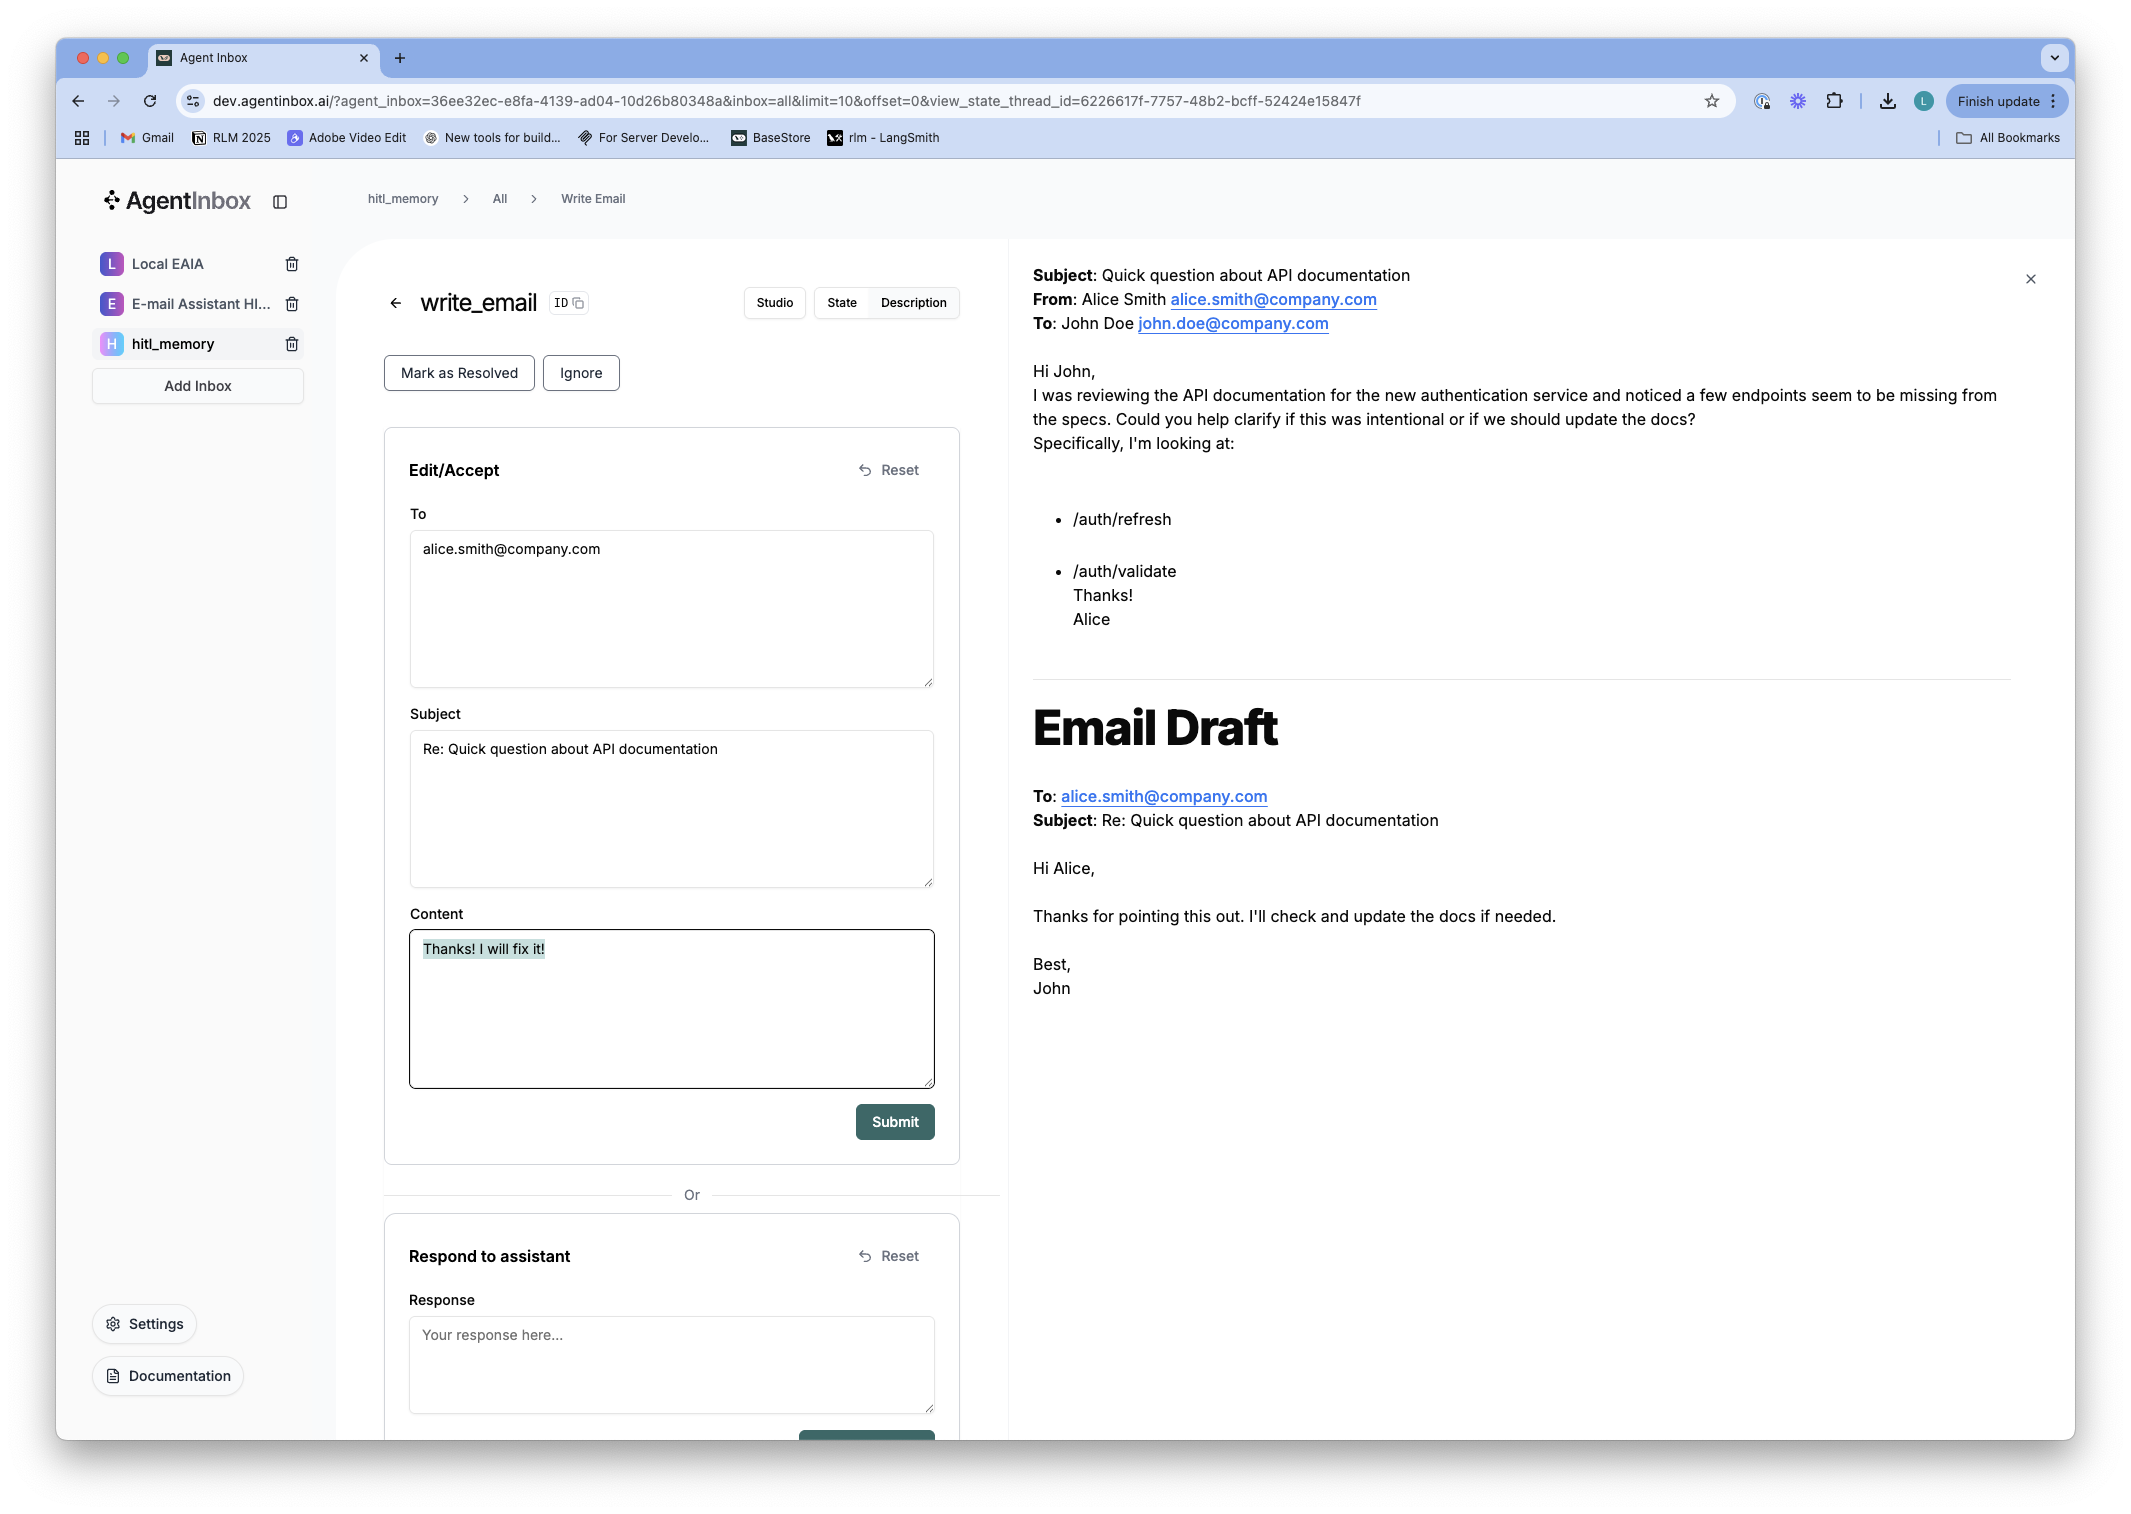 Agent Inbox
dev.agentinbox.ai/?agent_inbox=36ee32ec-e8fa-4139-ad04-10d26b80348a&inbox=all&limit=10&offset=0&view_state_thread_id=6226617f-7757-48b2-bcff-52424e15847f
L
Finish update
Gmail
RLM 2025
Adobe Video Edit
New tools for build...
For Server Develo...
BaseStore
rlm - LangSmith
All Bookmarks
AgentInbox
L Local EAIA
E E-mail Assistant HI...
H hitl_memory
Add Inbox
Settings
Documentation
hitl_memory > All > Write Email
write_email
ID
Studio
State
Description
Mark as Resolved
Ignore
Edit/Accept
Reset
To
alice.smith@company.com
Subject
Re: Quick question about API documentation
Content
Thanks! I will fix it!
Submit
Or
Respond to assistant
Reset
Response
Your response here...
Subject: Quick question about API documentation
From: Alice Smith alice.smith@company.com
To: John Doe john.doe@company.com
Hi John,
I was reviewing the API documentation for the new authentication service and noticed a few endpoints seem to be missing from
the specs. Could you help clarify if this was intentional or if we should update the docs?
Specifically, I'm looking at:
• /auth/refresh
• /auth/validate
Thanks!
Alice
Email Draft
To: alice.smith@company.com
Subject: Re: Quick question about API documentation
Hi Alice,
Thanks for pointing this out. I'll check and update the docs if needed.
Best,
John